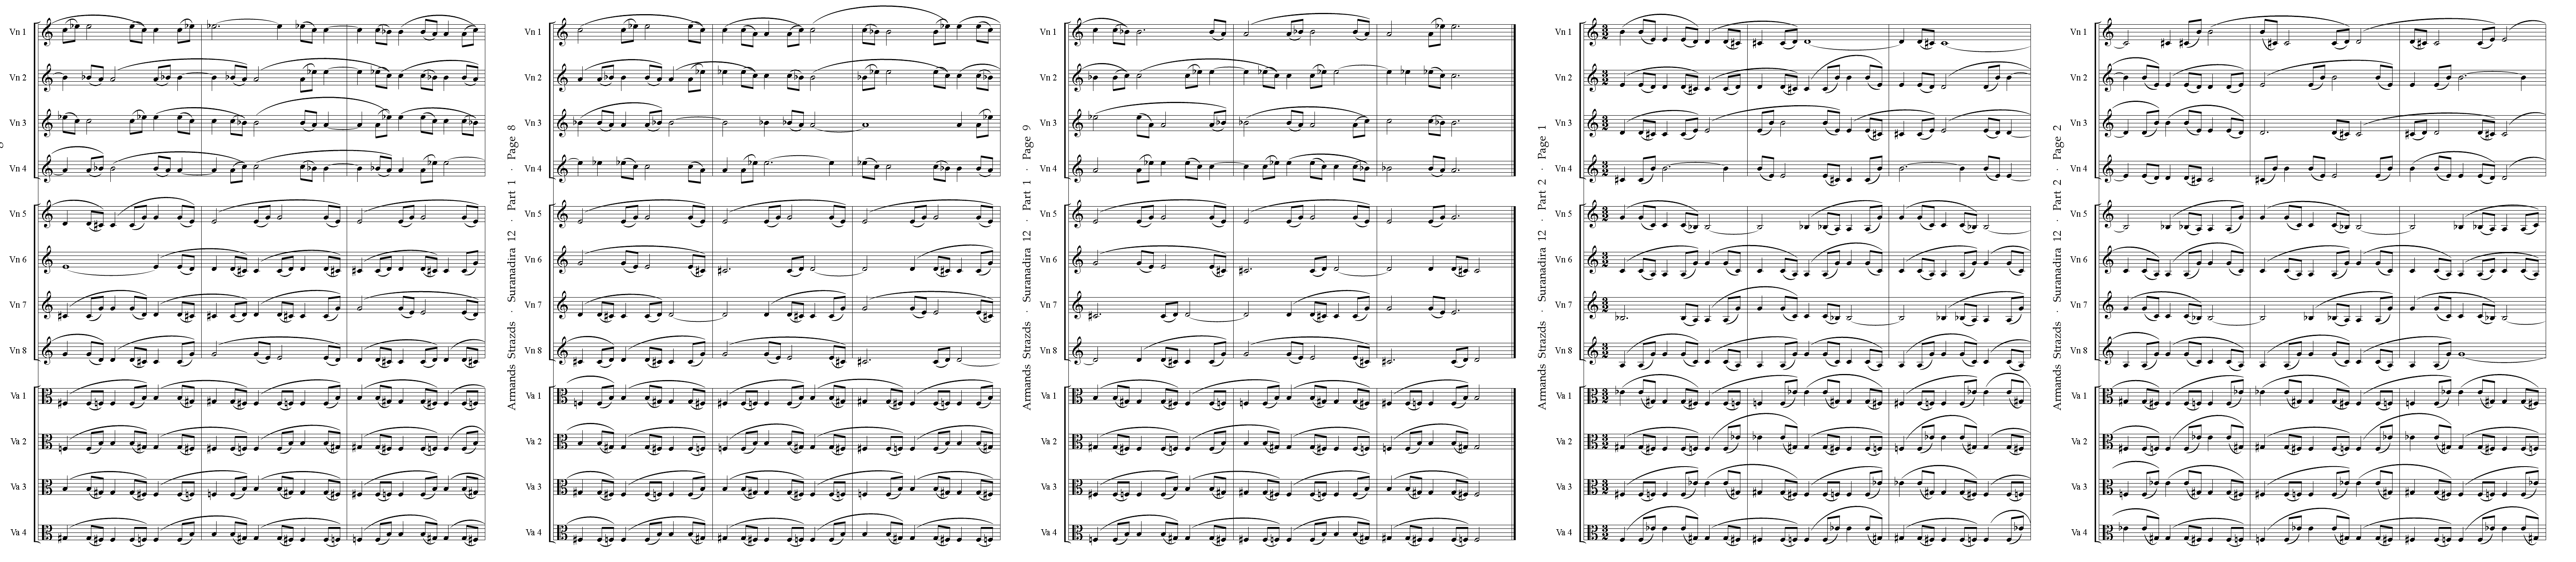 Vn 1
Vn 2
Vn 3
Vn 4
Vn 5
Vn 6
Vn 7
Vn 8
Va 1
Va 2
Va 3
Va 4
Armands Strazds · Suranadira 12 · Part 1 · Page 8
Vn 1
Vn 2
Vn 3
Vn 4
Vn 5
Vn 6
Vn 7
Vn 8
Va 1
Va 2
Va 3
Va 4
Armands Strazds · Suranadira 12 · Part 1 · Page 9
Vn 1
Vn 2
Vn 3
Vn 4
Vn 5
Vn 6
Vn 7
Vn 8
Va 1
Va 2
Va 3
Va 4
Armands Strazds · Suranadira 12 · Part 2 · Page 1
Vn 1
Vn 2
Vn 3
Vn 4
Vn 5
Vn 6
Vn 7
Vn 8
Va 1
Va 2
Va 3
Va 4
Armands Strazds · Suranadira 12 · Part 2 · Page 2
Vn 1
Vn 2
Vn 3
Vn 4
Vn 5
Vn 6
Vn 7
Vn 8
Va 1
Va 2
Va 3
Va 4